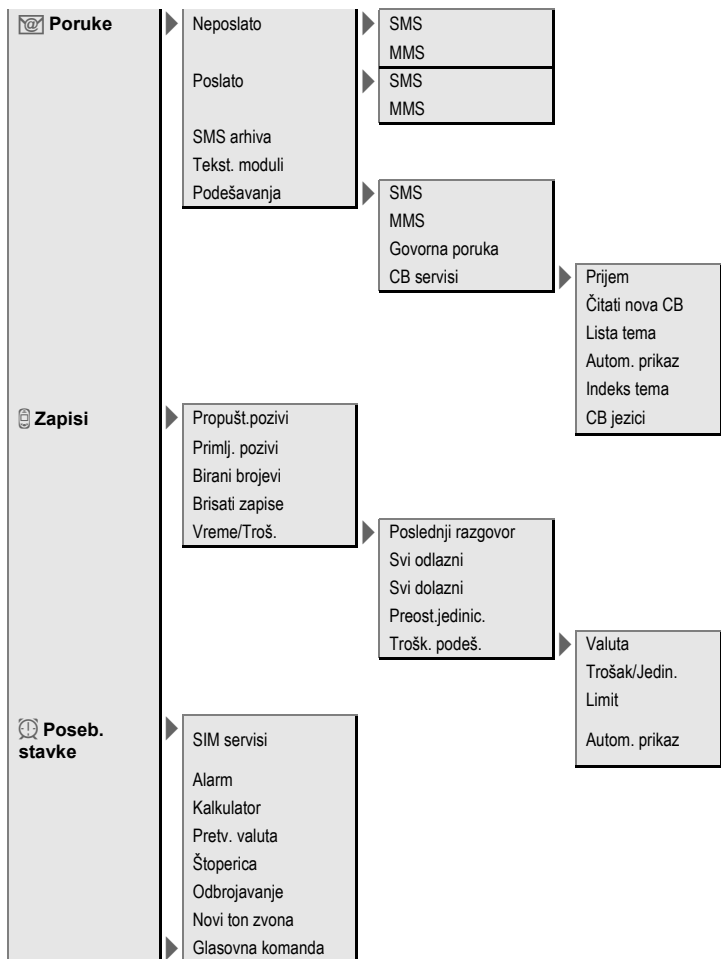 Poruke
Neposlato
SMS
MMS
Poslato
SMS
MMS
SMS arhiva
Tekst. moduli
Podešavanja
SMS
MMS
Govorna poruka
CB servisi
Prijem
Čitati nova CB
Lista tema
Autom. prikaz
Indeks tema
CB jezici
Zapisi
Propušt.pozivi
Primlj. pozivi
Birani brojevi
Brisati zapise
Vreme/Troš.
Poslednji razgovor
Svi odlazni
Svi dolazni
Preost.jedinic.
Trošk. podeš.
Valuta
Trošak/Jedin.
Limit
Autom. prikaz
Poseb.
stavke
SIM servisi
Alarm
Kalkulator
Pretv. valuta
Štoperica
Odbrojavanje
Novi ton zvona
Glasovna komanda